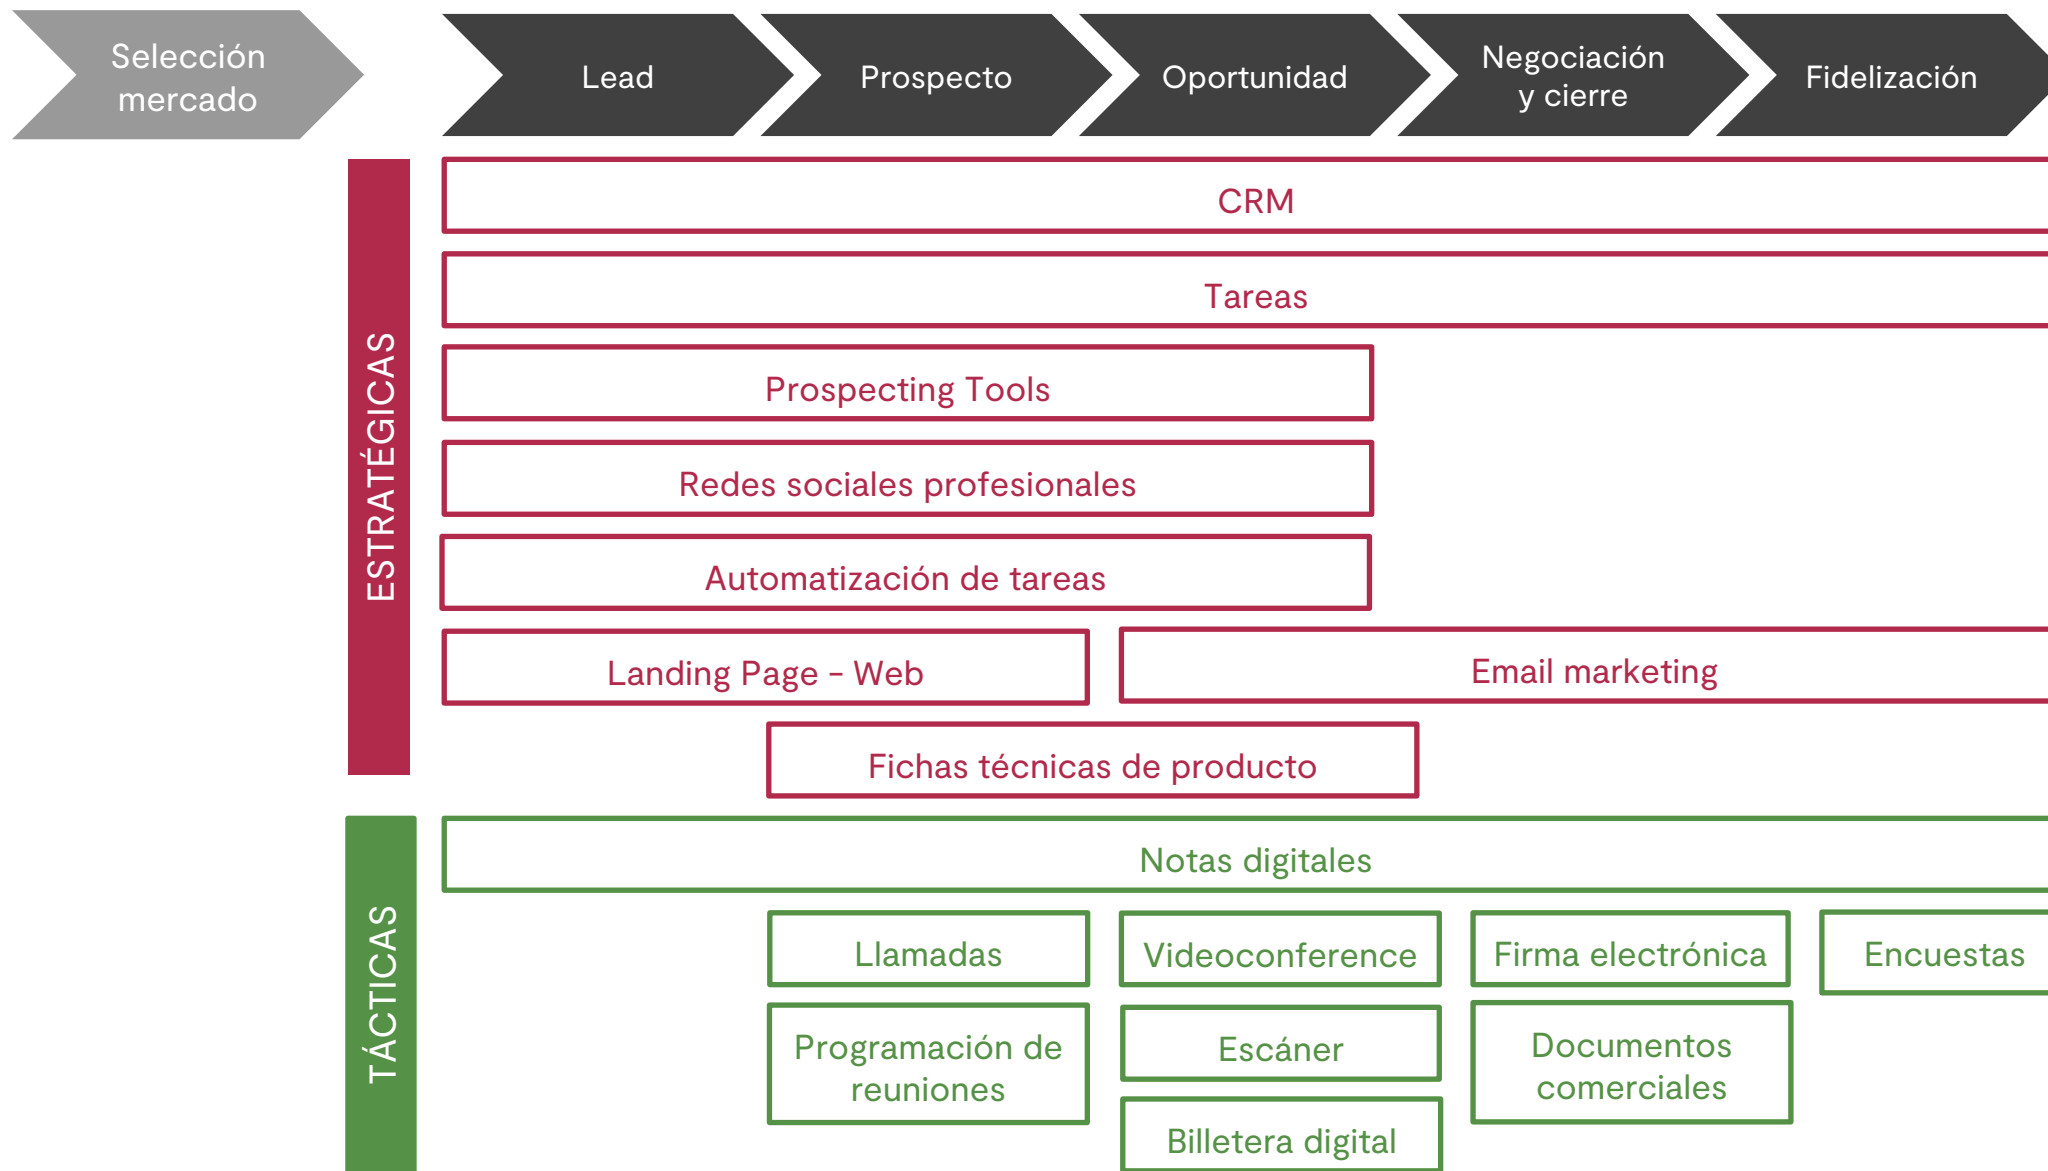 Selección
mercado
Lead
Prospecto
Oportunidad
Negociación
y cierre
Fidelización
ESTRATÉGICAS
CRM
Tareas
Prospecting Tools
Redes sociales profesionales
Automatización de tareas
Landing Page - Web
Email marketing
Fichas técnicas de producto
TÁCTICAS
Notas digitales
Llamadas
Videoconference
Firma electrónica
Encuestas
Programación de
reuniones
Escáner
Documentos
comerciales
Billetera digital